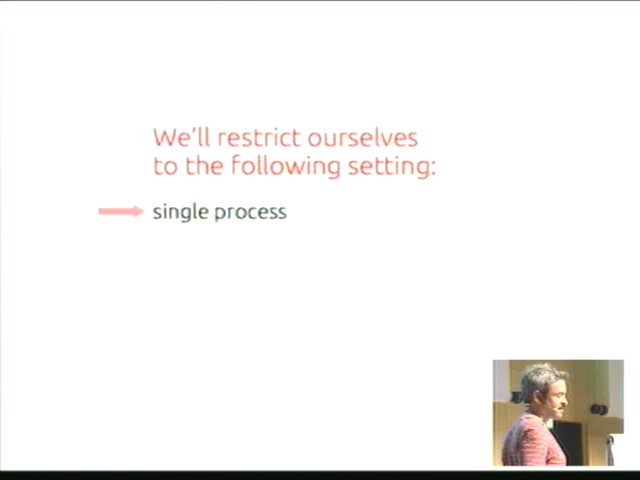 We'll restrict ourselves
to the following setting:
single process